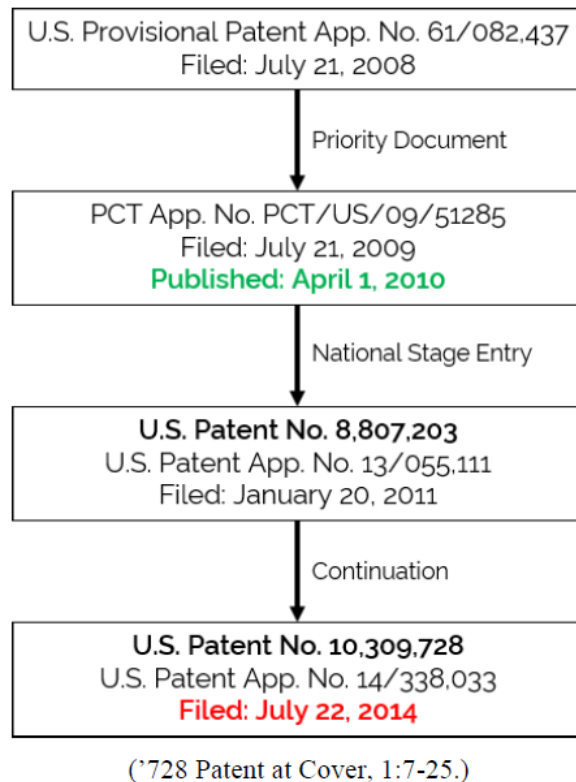 U.S. Provisional Patent App. No. 61/082,437
Filed: July 21, 2008
Priority Document
PCT App. No. PCT/US/09/51285
Filed: July 21, 2009
Published: April 1, 2010
National Stage Entry
U.S. Patent No. 8,807,203
U.S. Patent App. No. 13/055,111
Filed: January 20, 2011
Continuation
U.S. Patent No. 10,309,728
U.S. Patent App. No. 14/338,033
Filed: July 22, 2014
(’728 Patent at Cover, 1:7-25.)